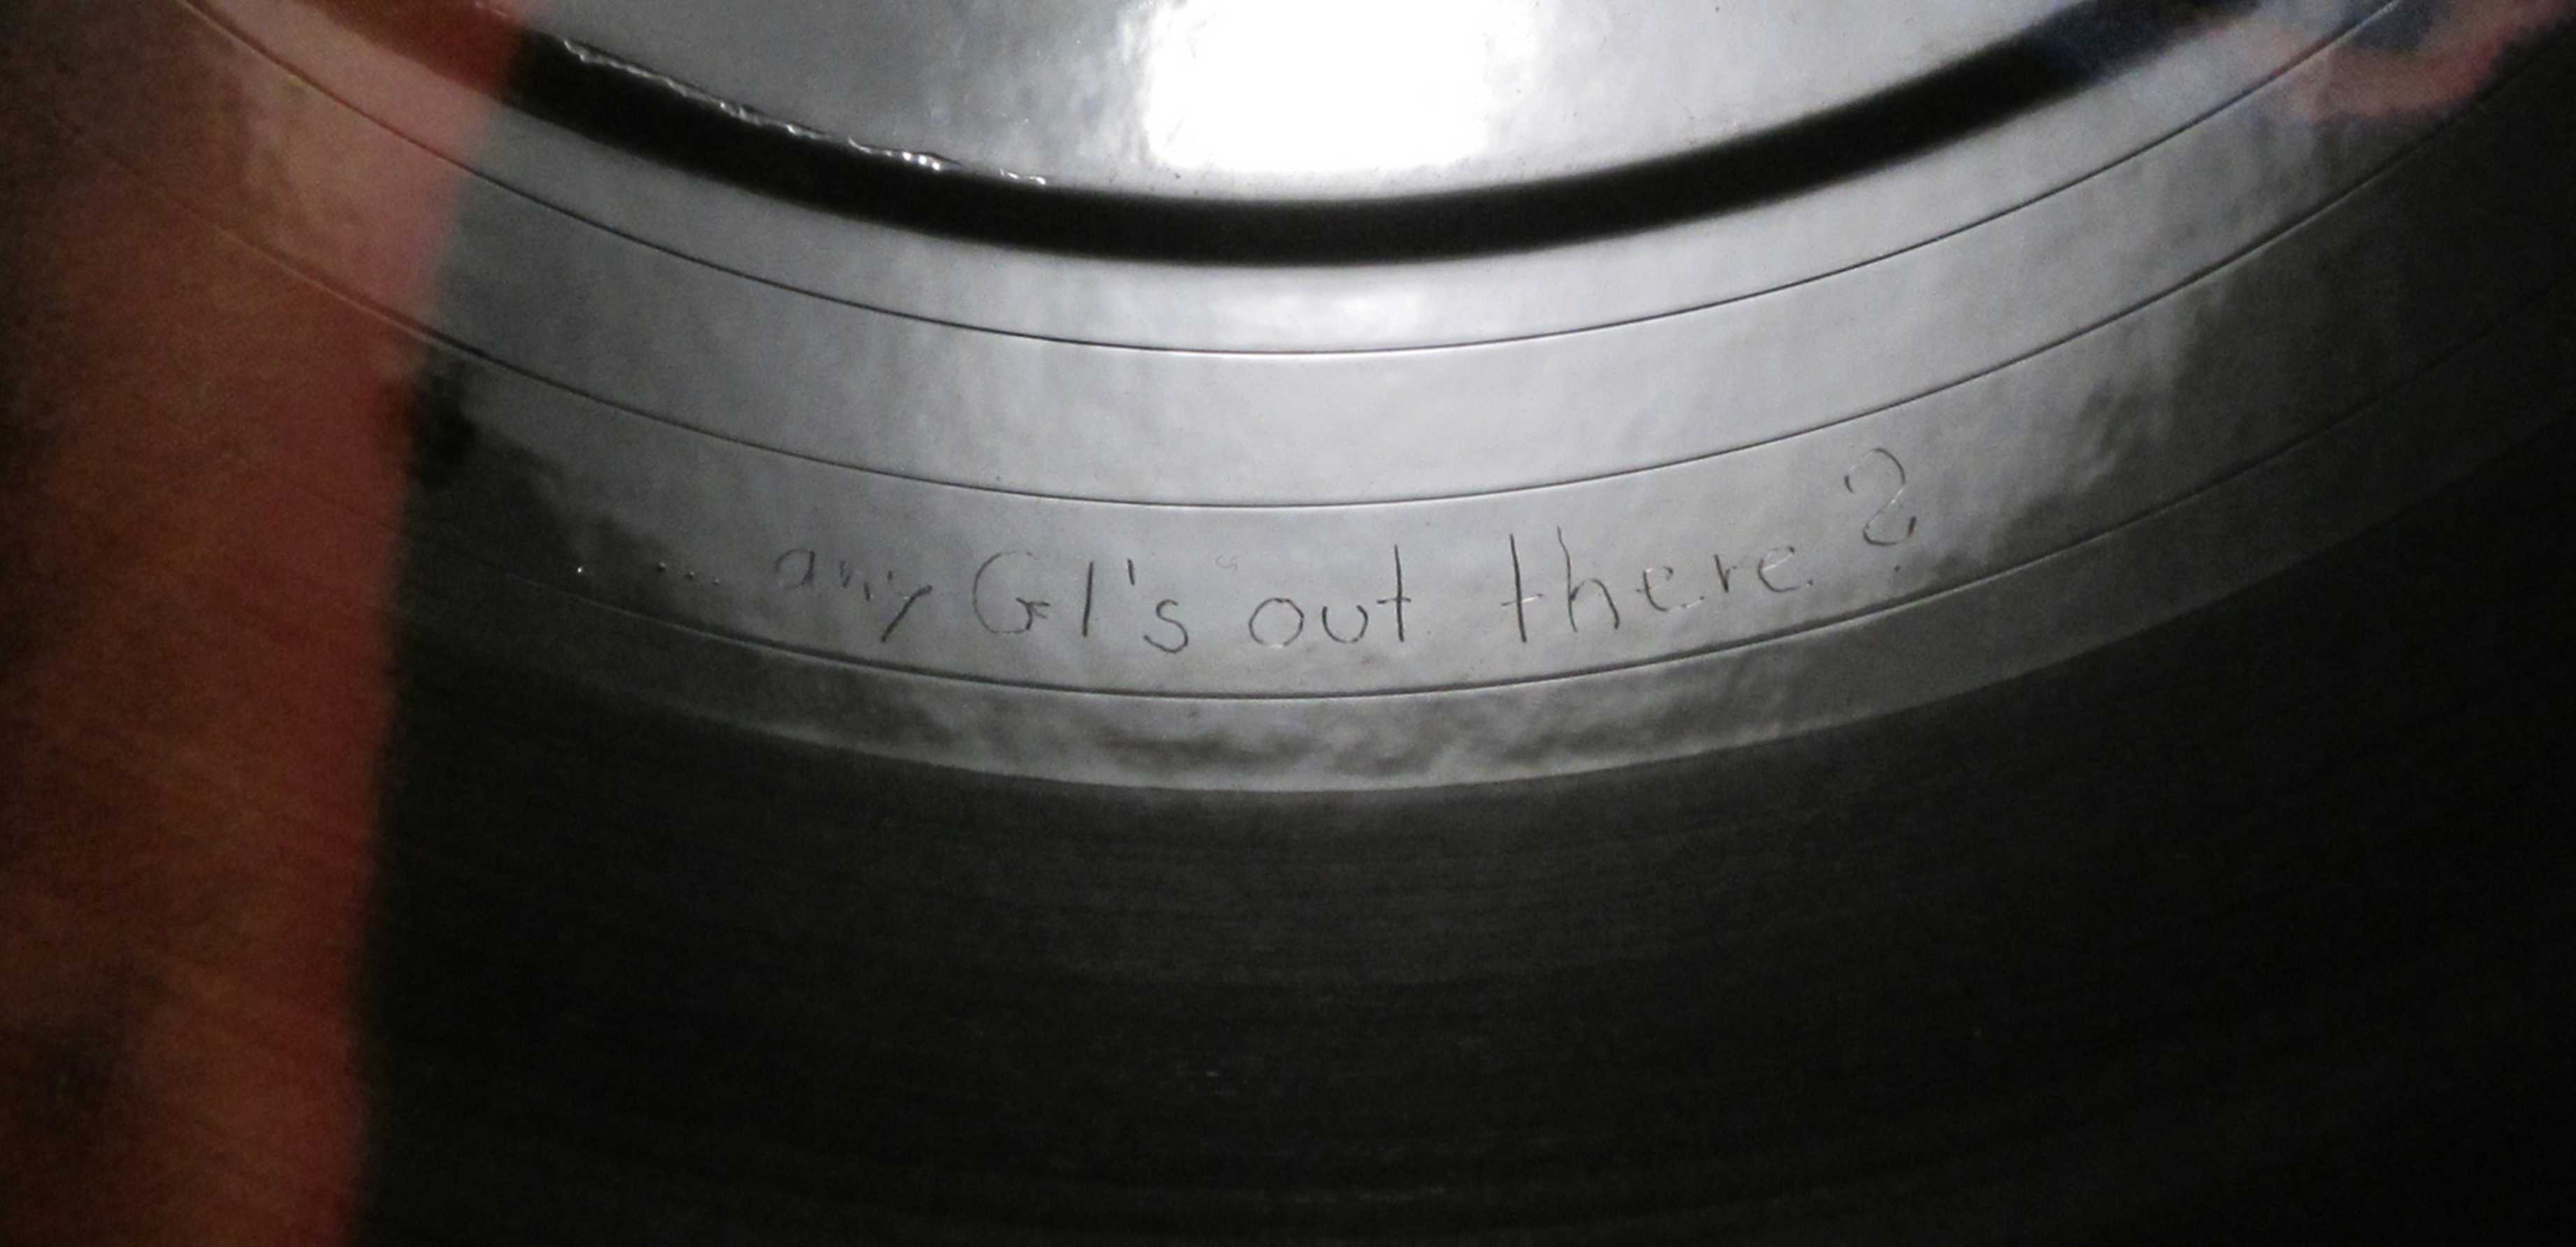 .... any GI's out there?